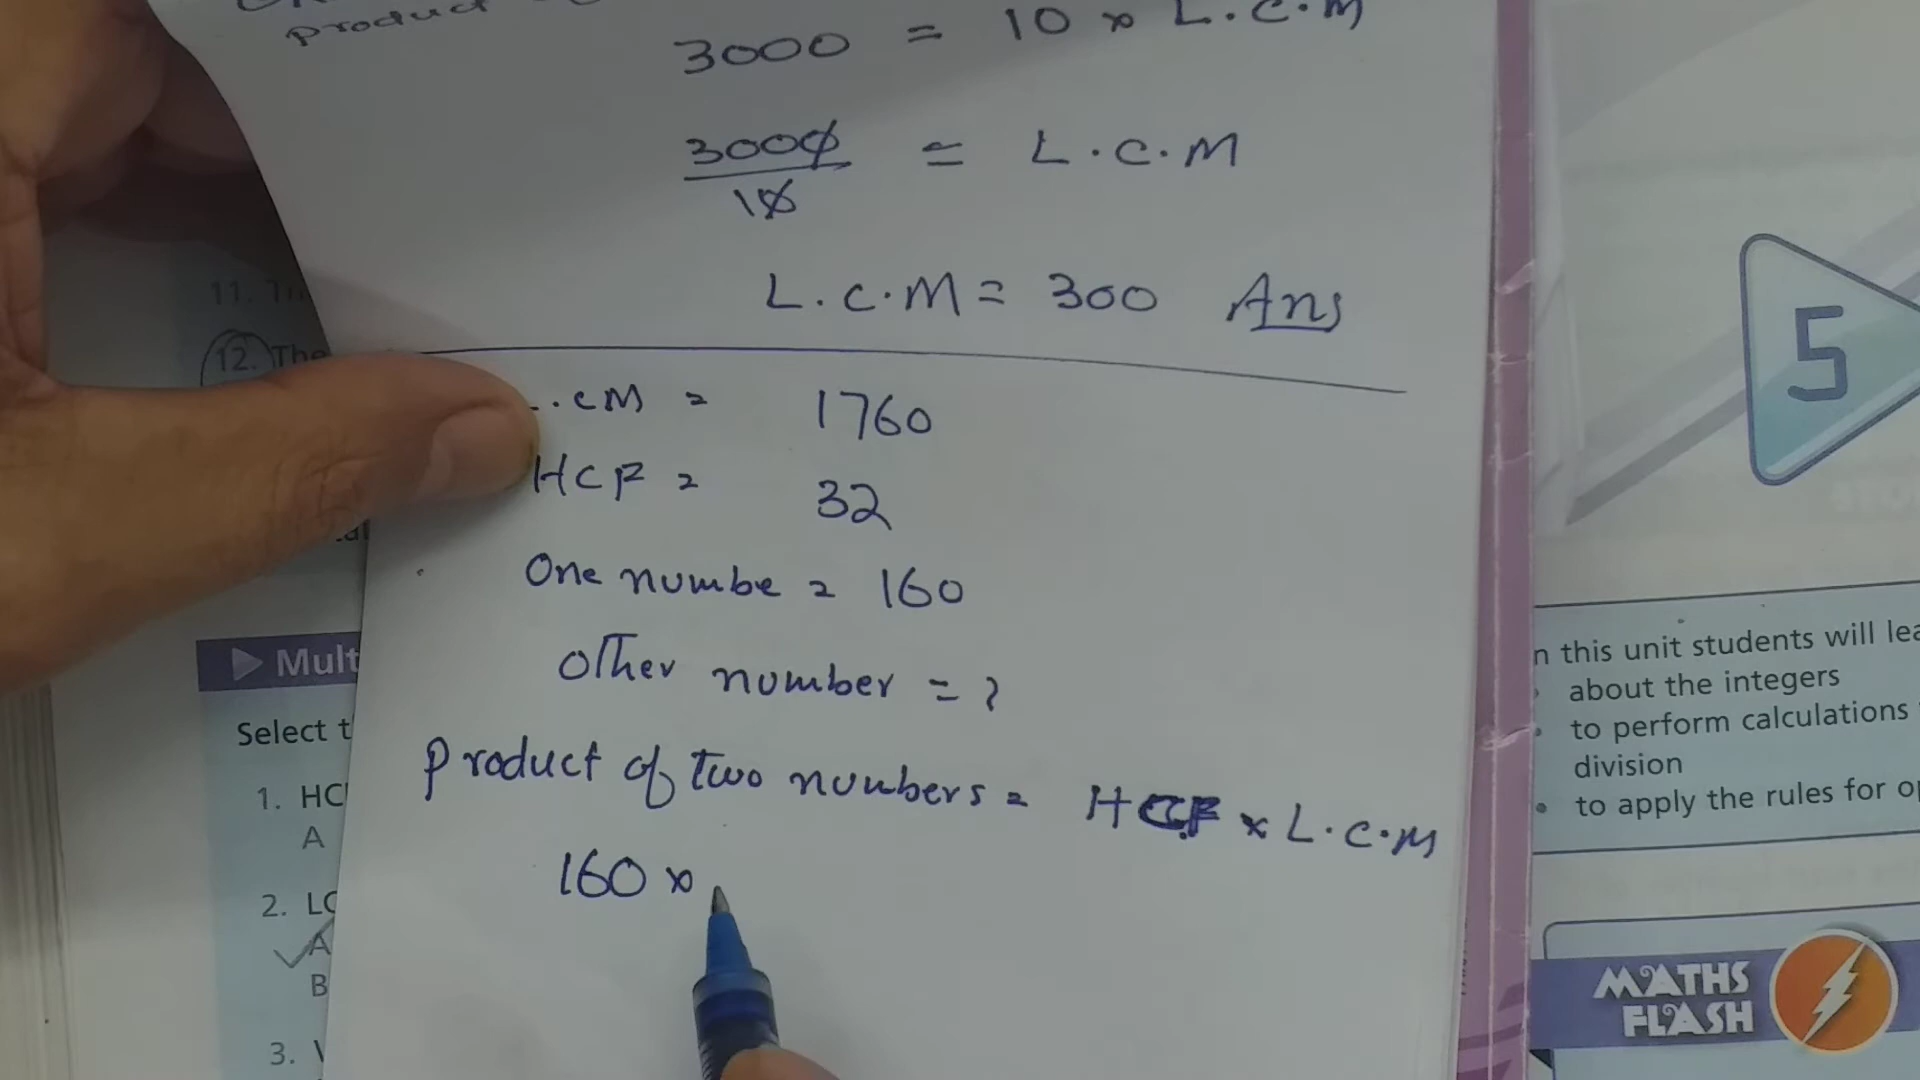 product
3000 = 10 × L.C.M
3000/10 = L.C.M
L.C.M = 300 Ans
11.
12. The
.CM = 1760
HCF = 32
One numbe = 160
Other number = ?
Product of two numbers = HCF × L.C.M
160 ×
Mult
Select t
1. HC
A
2. LC
A
B
3.
5
n this unit students will lea
about the integers
to perform calculations
division
to apply the rules for op
MATHS
FLASH